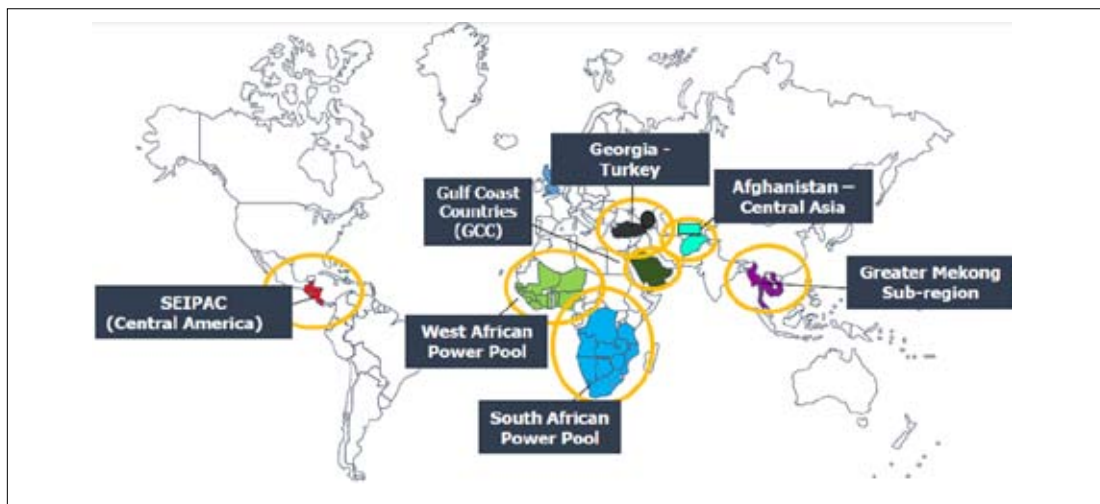 Georgia -
Turkey
Afghanistan –
Central Asia
Gulf Coast
Countries
(GCC)
Greater Mekong
Sub-region
SEIPAC
(Central America)
West African
Power Pool
South African
Power Pool